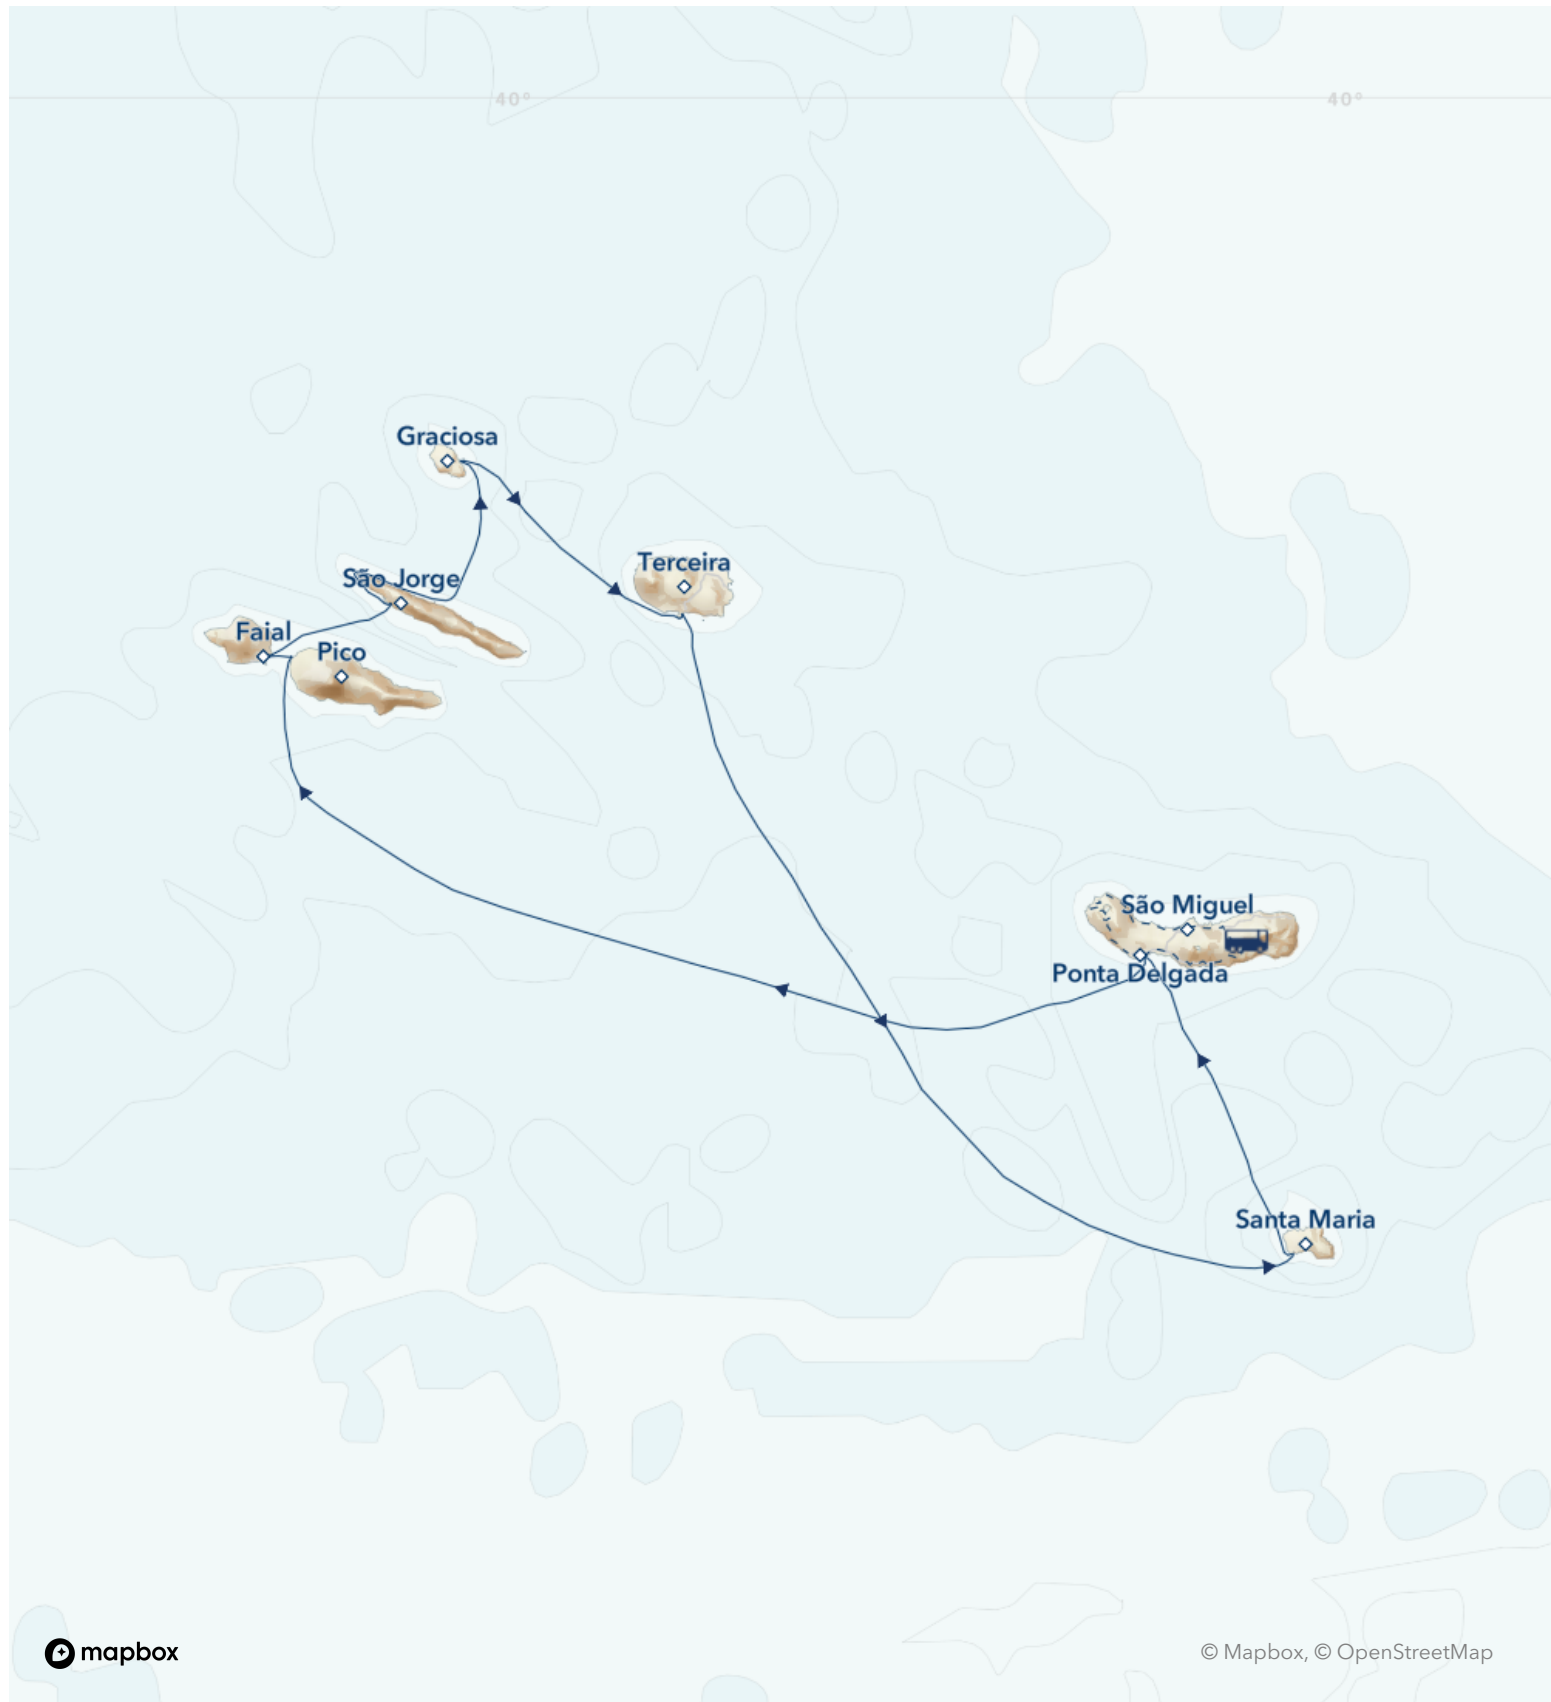 40°
40°
Graciosa
Terceira
São Jorge
Faial
Pico
São Miguel
Ponta Delgada
Santa Maria
mapbox
© Mapbox, © OpenStreetMap